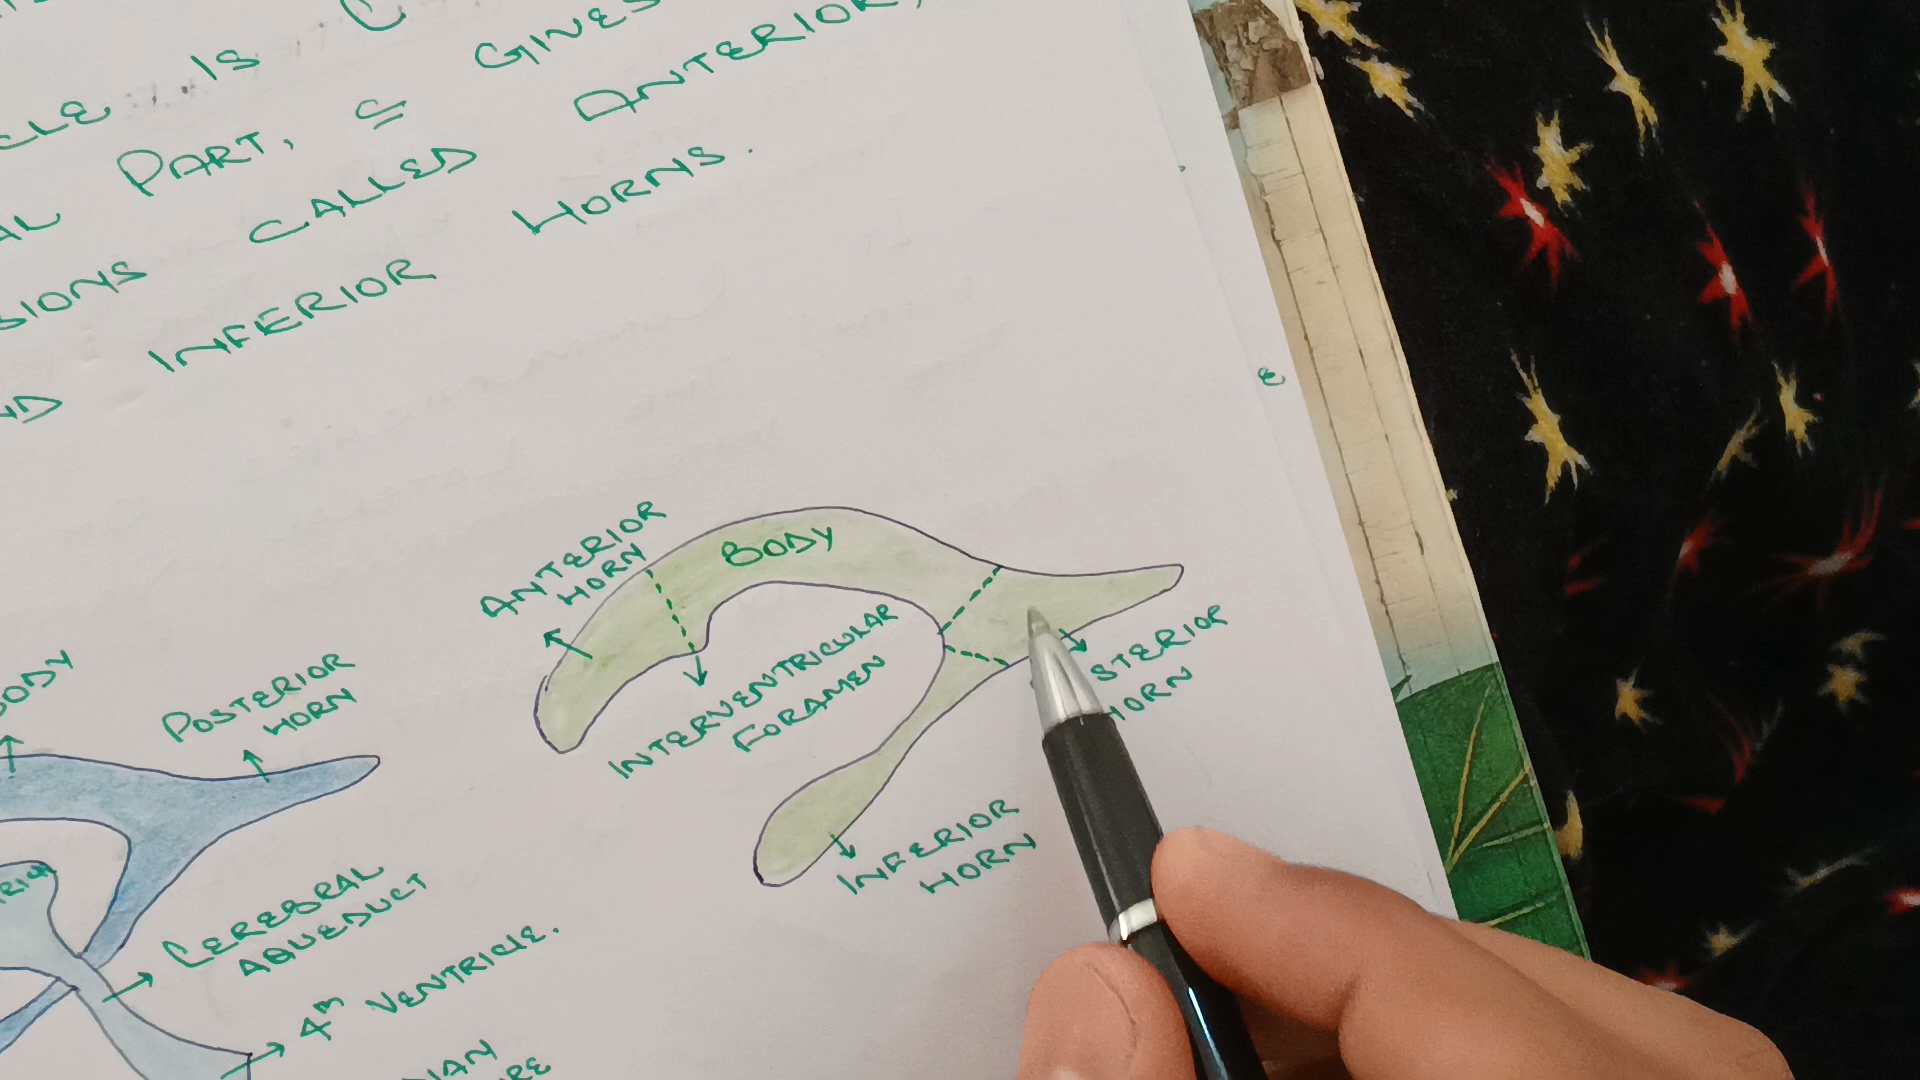 IS
PART, C GIVES
CALLED ANTERIOR,
INFERIOR HORNS.
ANTERIOR
HORN
BODY
INTERVENTRICULAR
FORAMEN
HORN
INFERIOR
HORN
BODY
POSTERIOR
HORN
CEREBRAL
AQUEDUCT
4TH VENTRICLE.